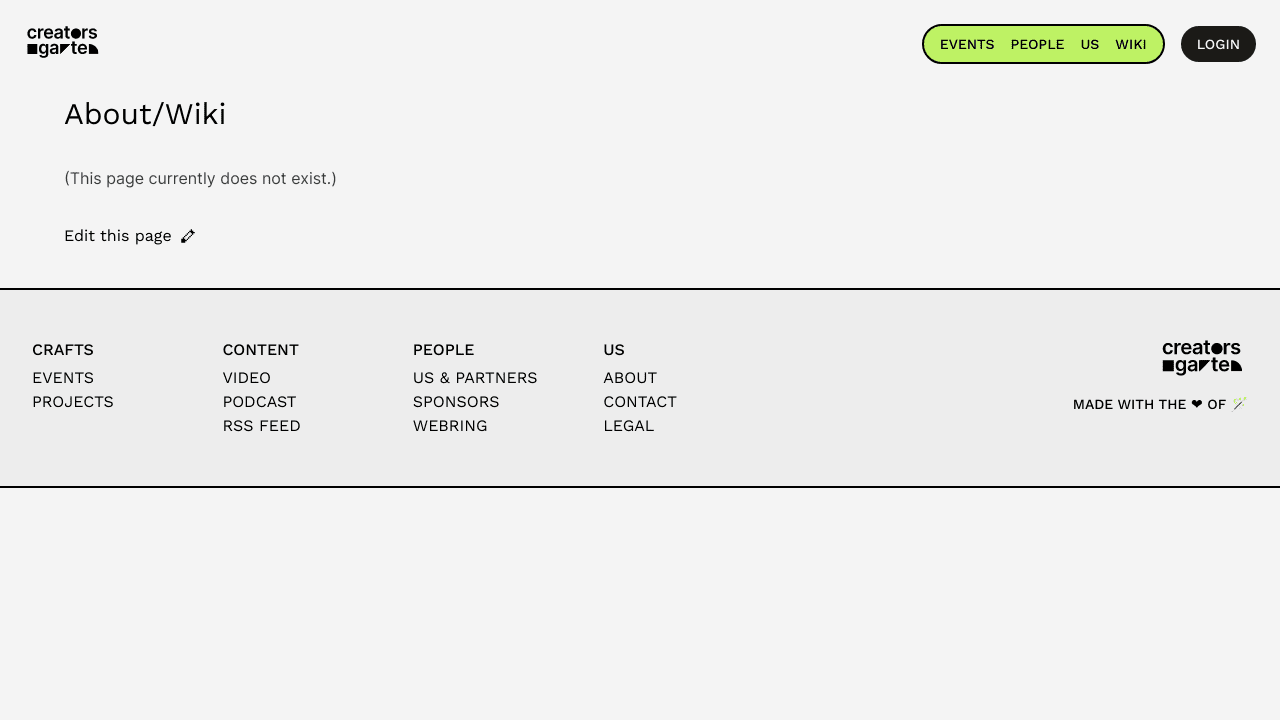 creators
garten
EVENTS PEOPLE US WIKI
LOGIN
About/Wiki
(This page currently does not exist.)
Edit this page
CRAFTS
EVENTS
PROJECTS
CONTENT
VIDEO
PODCAST
RSS FEED
PEOPLE
US & PARTNERS
SPONSORS
WEBRING
US
ABOUT
CONTACT
LEGAL
creators
garten
MADE WITH THE ❤ OF 🪄